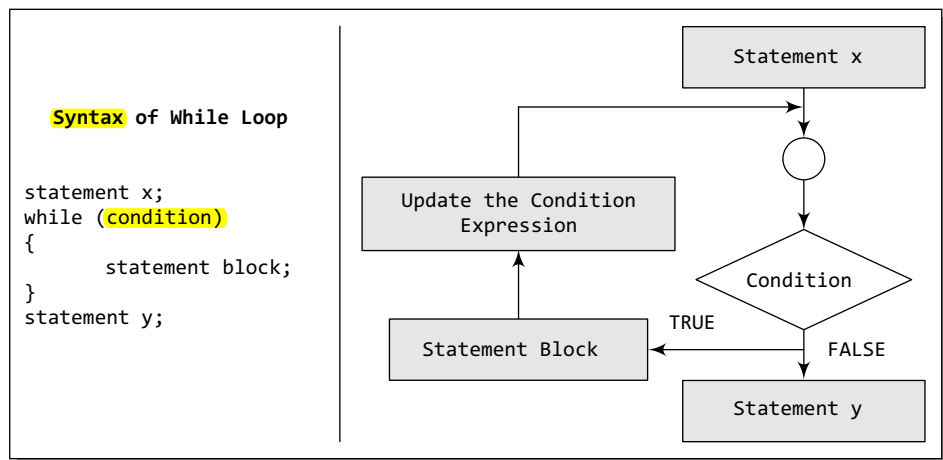 Syntax of While Loop
statement x;
while (condition)
{
statement block;
}
statement y;
Statement x
Update the Condition
Expression
Condition
TRUE
Statement Block
FALSE
Statement y